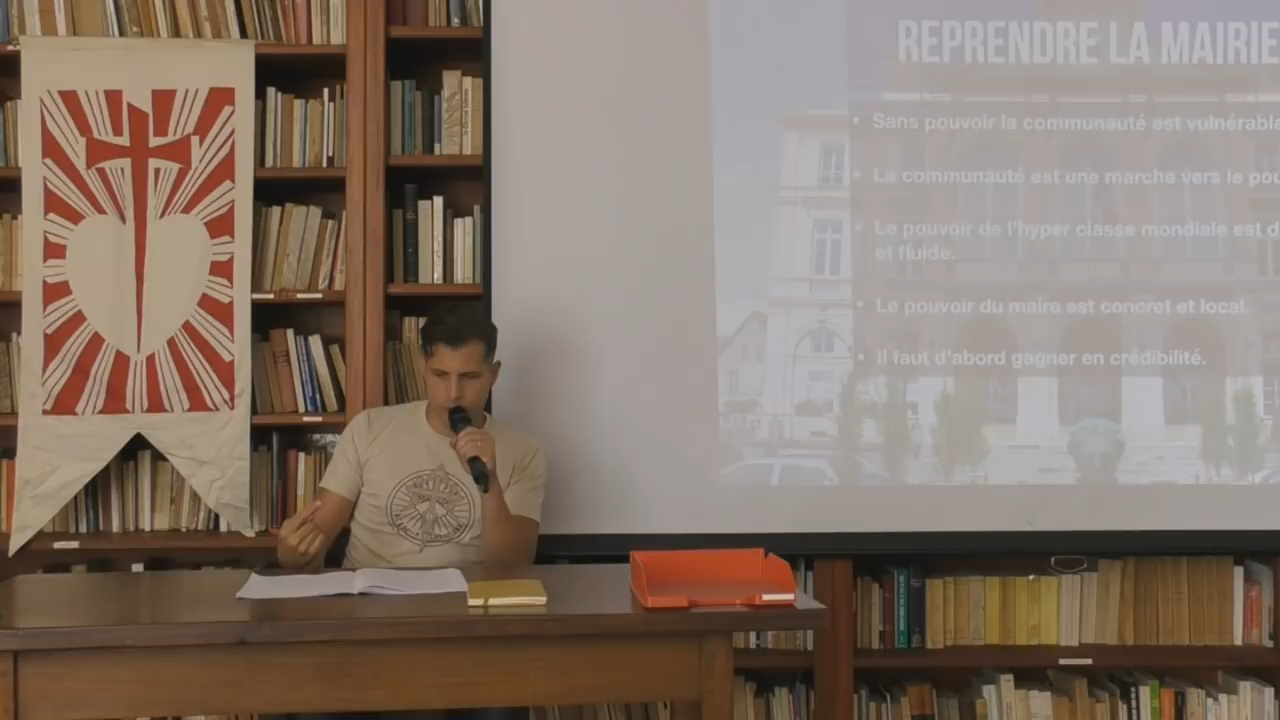 REPRENDRE LA MAIRIE
• Sans pouvoir la communauté est vulnérable
• La communauté est une marche vers le pou
• Le pouvoir de l'hyper classe mondiale est d
et fluide.
• Le pouvoir du maire est concret et local.
• Il faut d'abord gagner en crédibilité.